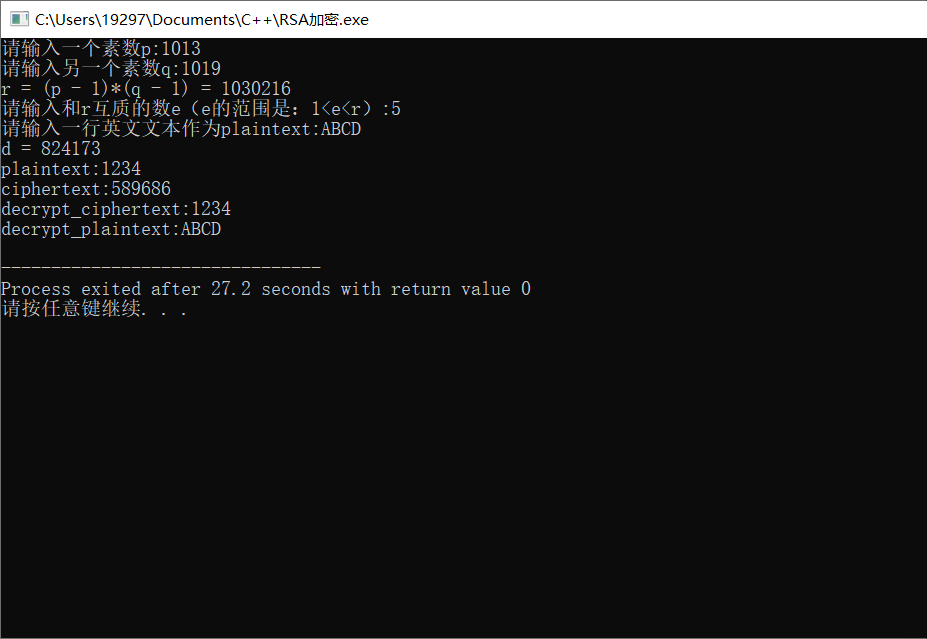 C:\Users\19297\Documents\C++\RSA加密.exe
请输入一个素数p:1013
请输入另一个素数q:1019
r = (p - 1)*(q - 1) = 1030216
请输入和r互质的数e（e的范围是：1<e<r）:5
请输入一行英文文本作为plaintext:ABCD
d = 824173
plaintext:1234
ciphertext:589686
decrypt_ciphertext:1234
decrypt_plaintext:ABCD
--------------------------------
Process exited after 27.2 seconds with return value 0
请按任意键继续. . .